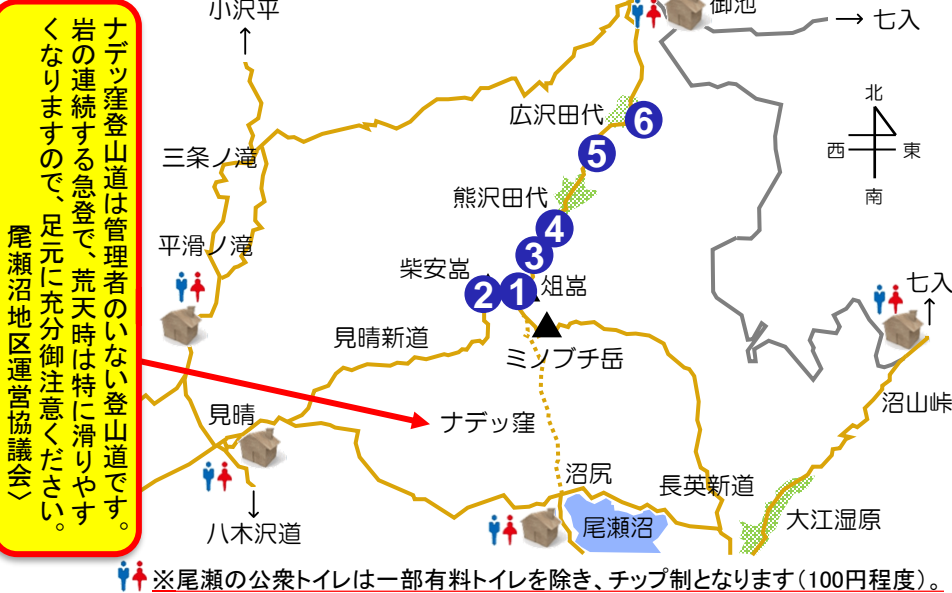 ナデッ窪登山道は管理者のいない登山道です。
岩の連続する急登で、荒天時は特に滑りやす
くなりますので、足元に充分御注意ください。
尾瀬沼地区運営協議会〉
小沢平
↑
御池
→ 七入
北
西 東
南
広沢田代
6
5
三条ノ滝
熊沢田代
4
平滑ノ滝
3
柴安嵓
2
1
俎嵓
七入
↑
見晴新道
ミノブチ岳
沼山峠
見晴
ナデッ窪
沼尻
長英新道
大江湿原
尾瀬沼
↓
八木沢道
※尾瀬の公衆トイレは一部有料トイレを除き、チップ制となります(100円程度)。